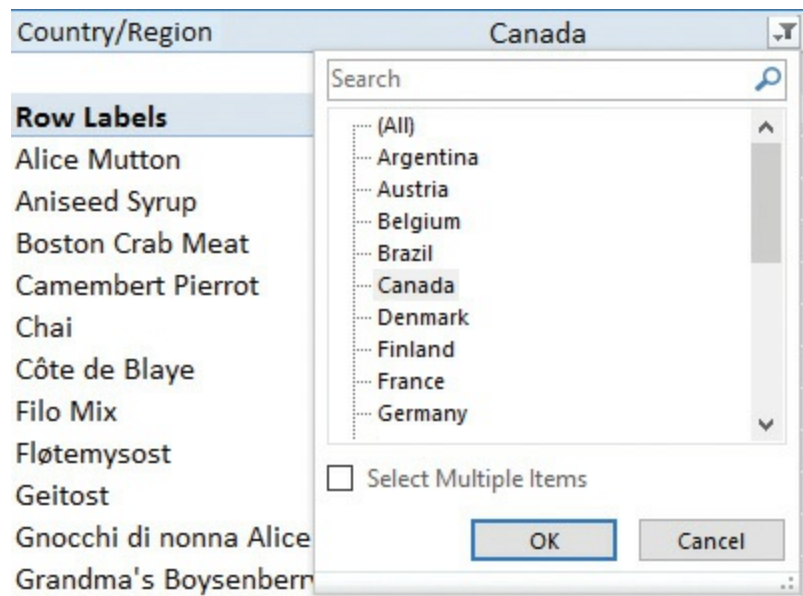 Country/Region Canada
Search
Row Labels
(All)
Argentina
Alice Mutton
Austria
Aniseed Syrup
Belgium
Boston Crab Meat
Brazil
Camembert Pierrot
Canada
Chai
Denmark
Finland
Côte de Blaye
France
Filo Mix
Germany
Fløtemysost
Geitost
Select Multiple Items
Gnocchi di nonna Alice
OK Cancel
Grandma's